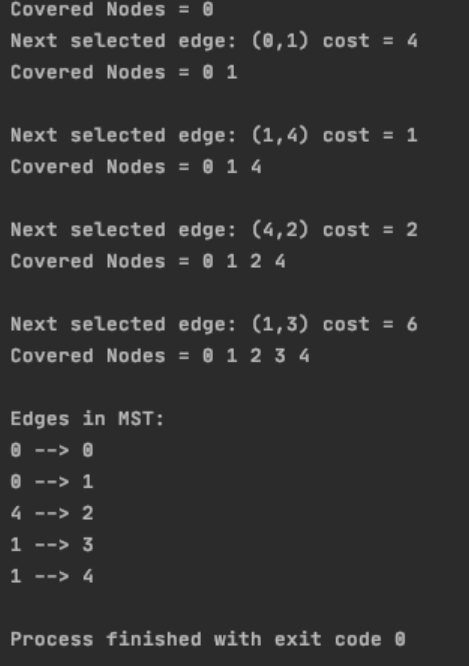 Covered Nodes = 0
Next selected edge: (0,1) cost = 4
Covered Nodes = 0 1
Next selected edge: (1,4) cost = 1
Covered Nodes = 0 1 4
Next selected edge: (4,2) cost = 2
Covered Nodes = 0 1 2 4
Next selected edge: (1,3) cost = 6
Covered Nodes = 0 1 2 3 4
Edges in MST:
0 --> 0
0 --> 1
4 --> 2
1 --> 3
1 --> 4
Process finished with exit code 0